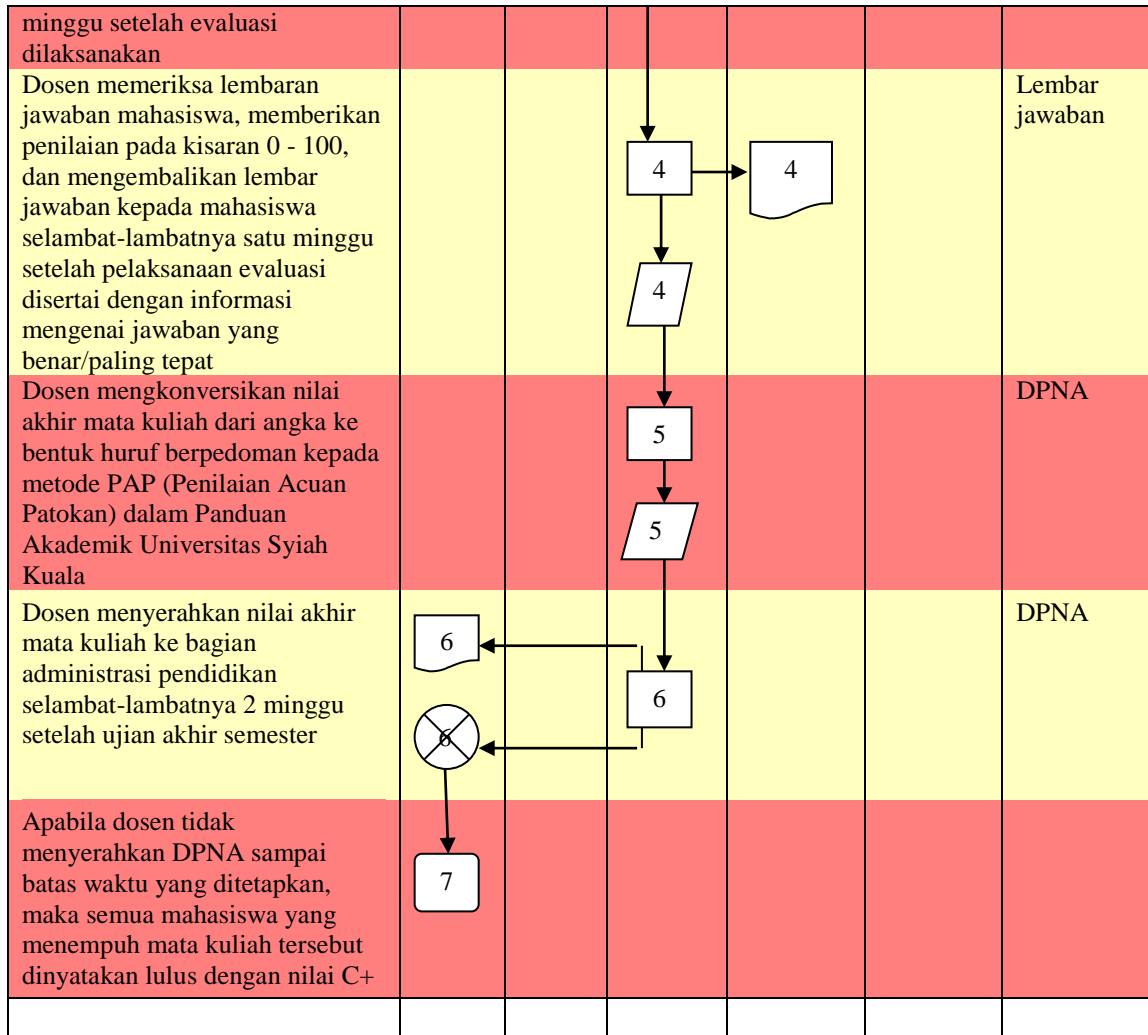 minggu setelah evaluasi
dilaksanakan
Dosen memeriksa lembaran
jawaban mahasiswa, memberikan
penilaian pada kisaran 0 - 100,
dan mengembalikan lembar
jawaban kepada mahasiswa
selambat-lambatnya satu minggu
setelah pelaksanaan evaluasi
disertai dengan informasi
mengenai jawaban yang
benar/paling tepat
4
4
4
Lembar
jawaban
Dosen mengkonversikan nilai
akhir mata kuliah dari angka ke
bentuk huruf berpedoman kepada
metode PAP (Penilaian Acuan
Patokan) dalam Panduan
Akademik Universitas Syiah
Kuala
5
5
DPNA
Dosen menyerahkan nilai akhir
mata kuliah ke bagian
administrasi pendidikan
selambat-lambatnya 2 minggu
setelah ujian akhir semester
6
6
6
DPNA
Apabila dosen tidak
menyerahkan DPNA sampai
batas waktu yang ditetapkan,
maka semua mahasiswa yang
menempuh mata kuliah tersebut
dinyatakan lulus dengan nilai C+
7